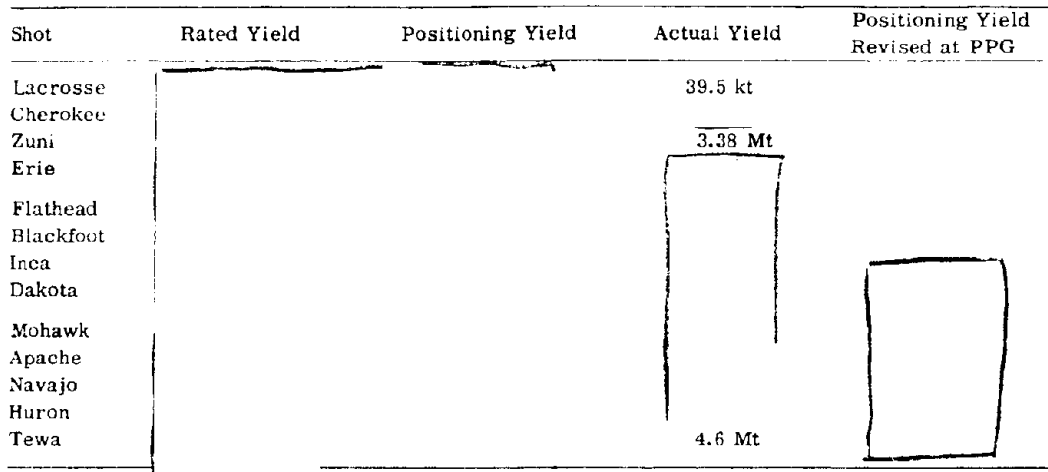 Shot Rated Yield Positioning Yield Actual Yield Positioning Yield Revised at PPG
Lacrosse 39.5 kt
Cherokee
Zuni 3.38 Mt
Erie
Flathead
Blackfoot
Inca
Dakota
Mohawk
Apache
Navajo
Huron
Tewa 4.6 Mt